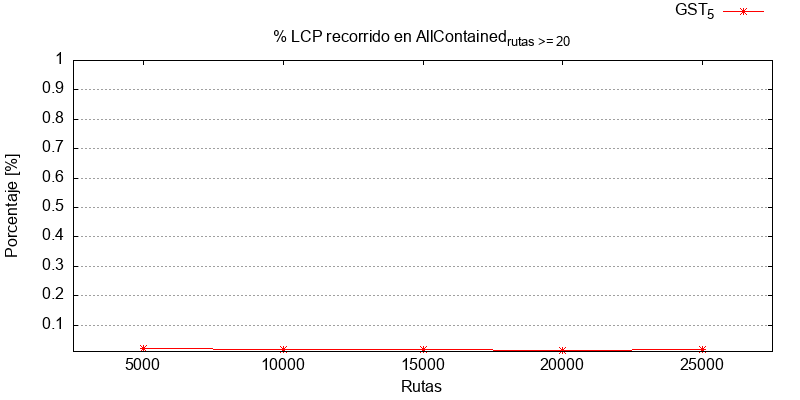 GST5
% LCP recorrido en AllContainedrutas >= 20
1
0.9
0.8
0.7
0.6
0.5
0.4
0.3
0.2
0.1
Porcentaje [%]
5000 10000 15000 20000 25000
Rutas